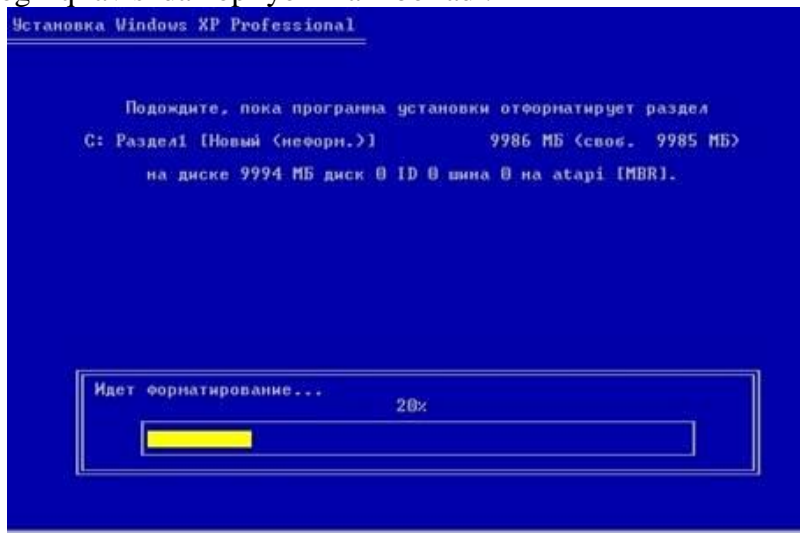 Установка Windows XP Professional
Подождите, пока программа установки отформатирует раздел
C: Раздел1 [Новый (неформ.)] 9986 МБ (своб. 9985 МБ)
на диске 9994 МБ диск 0 ID 0 шина 0 на atapi [MBR].
Идет форматирование...
20%